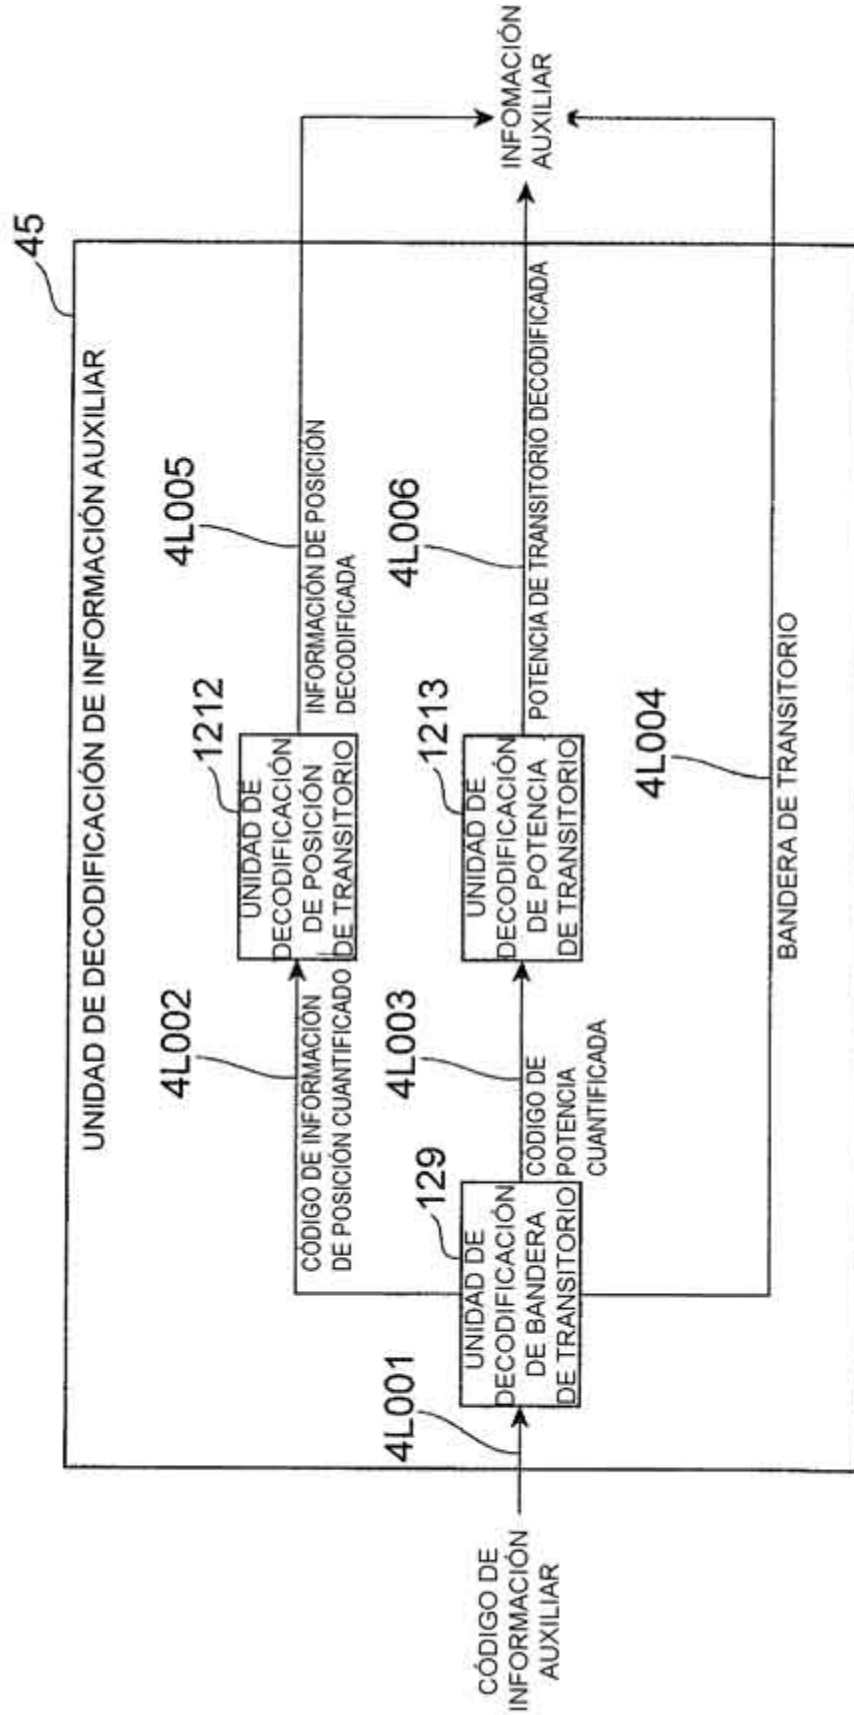 45
UNIDAD DE DECODIFICACIÓN DE INFORMACIÓN AUXILIAR
4L002
CÓDIGO DE INFORMACIÓN
DE POSICIÓN CUANTIFICADO
1212
UNIDAD DE
DECODIFICACIÓN
DE POSICIÓN
DE TRANSITORIO
4L005
INFORMACIÓN DE POSICIÓN
DECODIFICADA
CÓDIGO DE
INFORMACIÓN
AUXILIAR
4L001
129
UNIDAD DE
DECODIFICACIÓN
DE BANDERA
DE TRANSITORIO
4L003
CÓDIGO DE
POTENCIA
CUANTIFICADA
1213
UNIDAD DE
DECODIFICACIÓN
DE POTENCIA
DE TRANSITORIO
4L006
POTENCIA DE TRANSITORIO DECODIFICADA
INFOMACIÓN
AUXILIAR
4L004
BANDERA DE TRANSITORIO